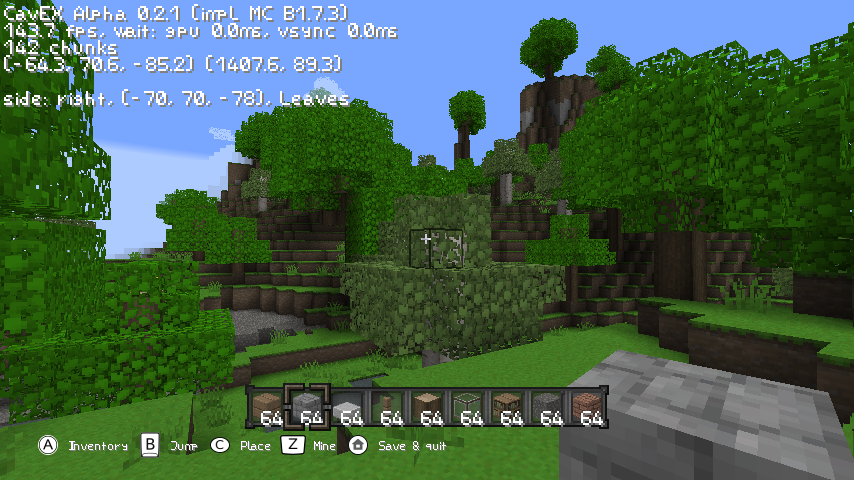 CavEX Alpha 0.2.1 (impl MC B1.7.3)
143.7 fps, wait: gpu 0.0ms, vsync 0.0ms
142 chunks
(-64.3, 70.6, -85.2) (1407.6, 89.3)
side: right, (-70, 70, -78), Leaves
64 64 64 64 64 64 64 64 64
A Inventory B Jump C Place Z Mine Save & quit